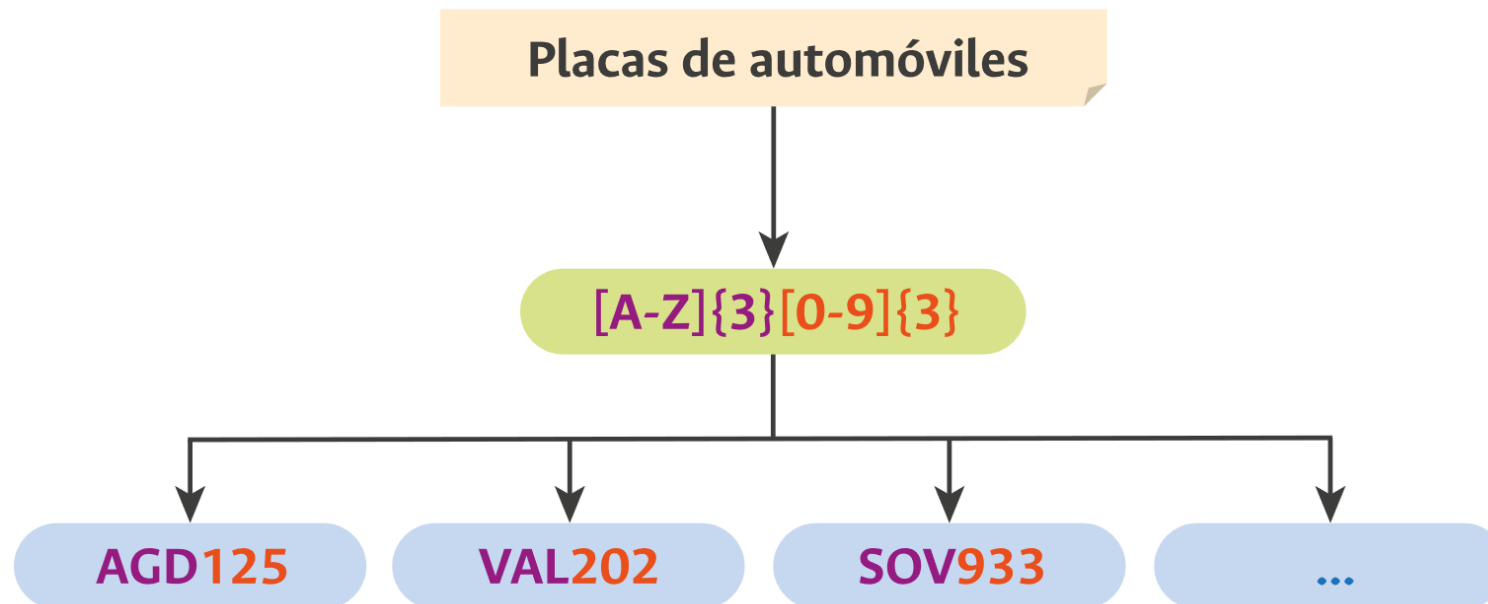 Placas de automóviles
[A-Z]{3}[0-9]{3}
AGD125
VAL202
SOV933
...